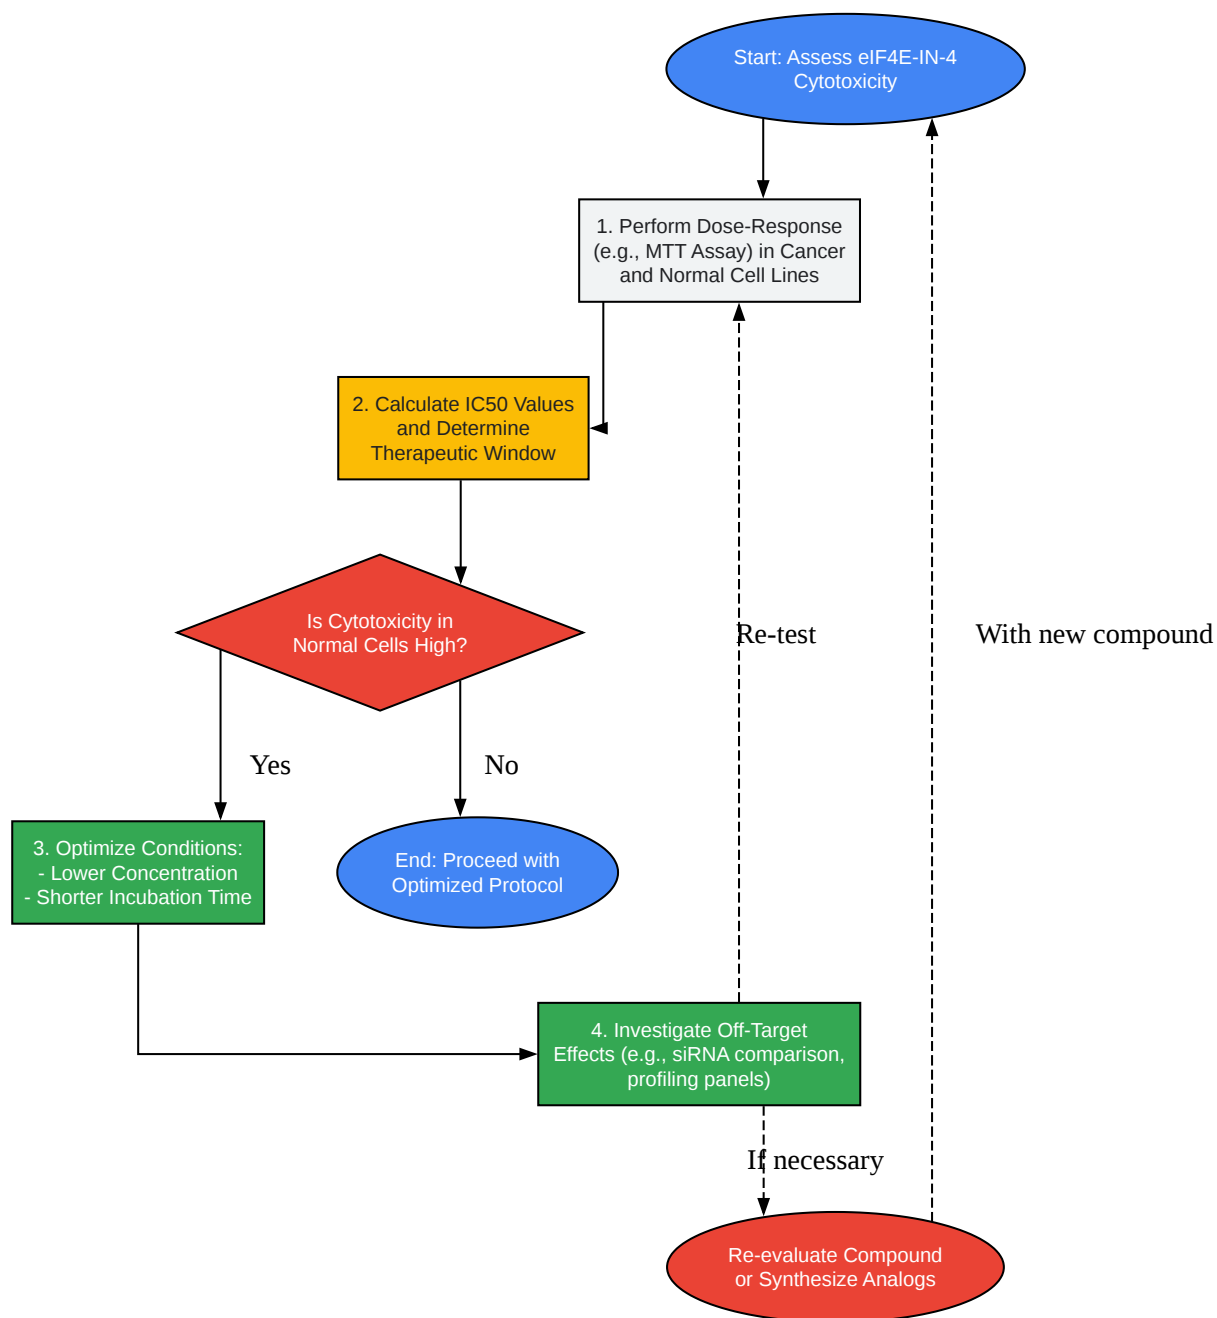 Start: Assess eIF4E-IN-4
Cytotoxicity
1. Perform Dose-Response
(e.g., MTT Assay) in Cancer
and Normal Cell Lines
2. Calculate IC50 Values
and Determine
Therapeutic Window
Is Cytotoxicity in
Normal Cells High?
Re-test
With new compound
Yes
No
3. Optimize Conditions:
- Lower Concentration
- Shorter Incubation Time
End: Proceed with
Optimized Protocol
4. Investigate Off-Target
Effects (e.g., siRNA comparison,
profiling panels)
If necessary
Re-evaluate Compound
or Synthesize Analogs